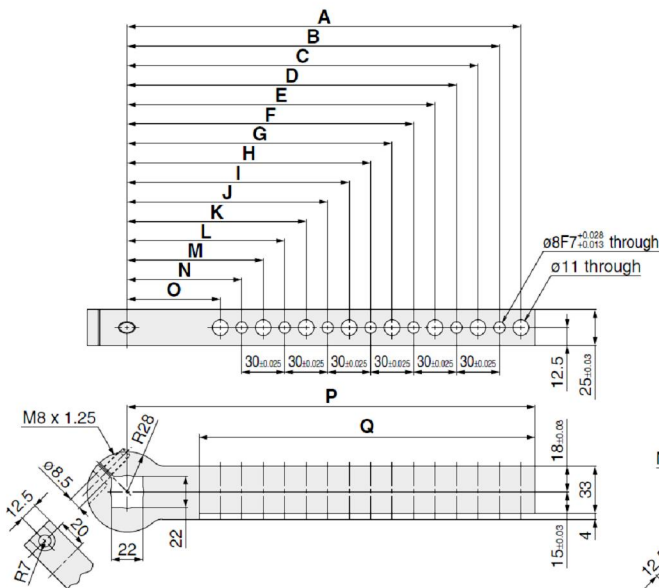 A
B
C
D
E
F
G
H
I
J
K
L
M
N
O
ø8F7 +0.028 +0.013 through
ø11 through
30±0.025 30±0.025 30±0.025 30±0.025 30±0.025 30±0.025
12.5
25±0.03
P
Q
M8 x 1.25
R28
ø8.5
12.5
20
R7
22
22
18±0.03
33
15±0.03
4
12.